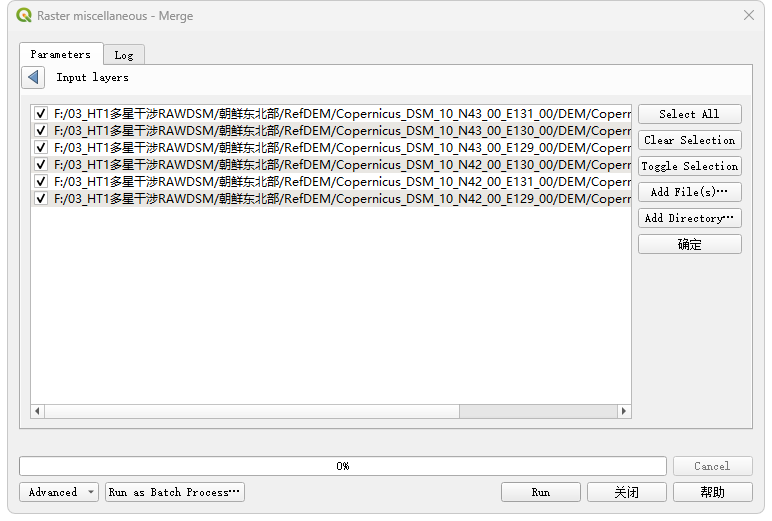 Raster miscellaneous - Merge
Parameters
Log
Input layers
F:/03_HT1多星干涉RAWDSM/朝鲜东北部/RefDEM/Copernicus_DSM_10_N43_00_E131_00/DEM/Copern
F:/03_HT1多星干涉RAWDSM/朝鲜东北部/RefDEM/Copernicus_DSM_10_N43_00_E130_00/DEM/Copern
F:/03_HT1多星干涉RAWDSM/朝鲜东北部/RefDEM/Copernicus_DSM_10_N43_00_E129_00/DEM/Copern
F:/03_HT1多星干涉RAWDSM/朝鲜东北部/RefDEM/Copernicus_DSM_10_N42_00_E130_00/DEM/Copern
F:/03_HT1多星干涉RAWDSM/朝鲜东北部/RefDEM/Copernicus_DSM_10_N42_00_E131_00/DEM/Copern
F:/03_HT1多星干涉RAWDSM/朝鲜东北部/RefDEM/Copernicus_DSM_10_N42_00_E129_00/DEM/Copern
Select All
Clear Selection
Toggle Selection
Add File(s)…
Add Directory…
确定
0%
Cancel
Advanced
Run as Batch Process…
Run
关闭
帮助